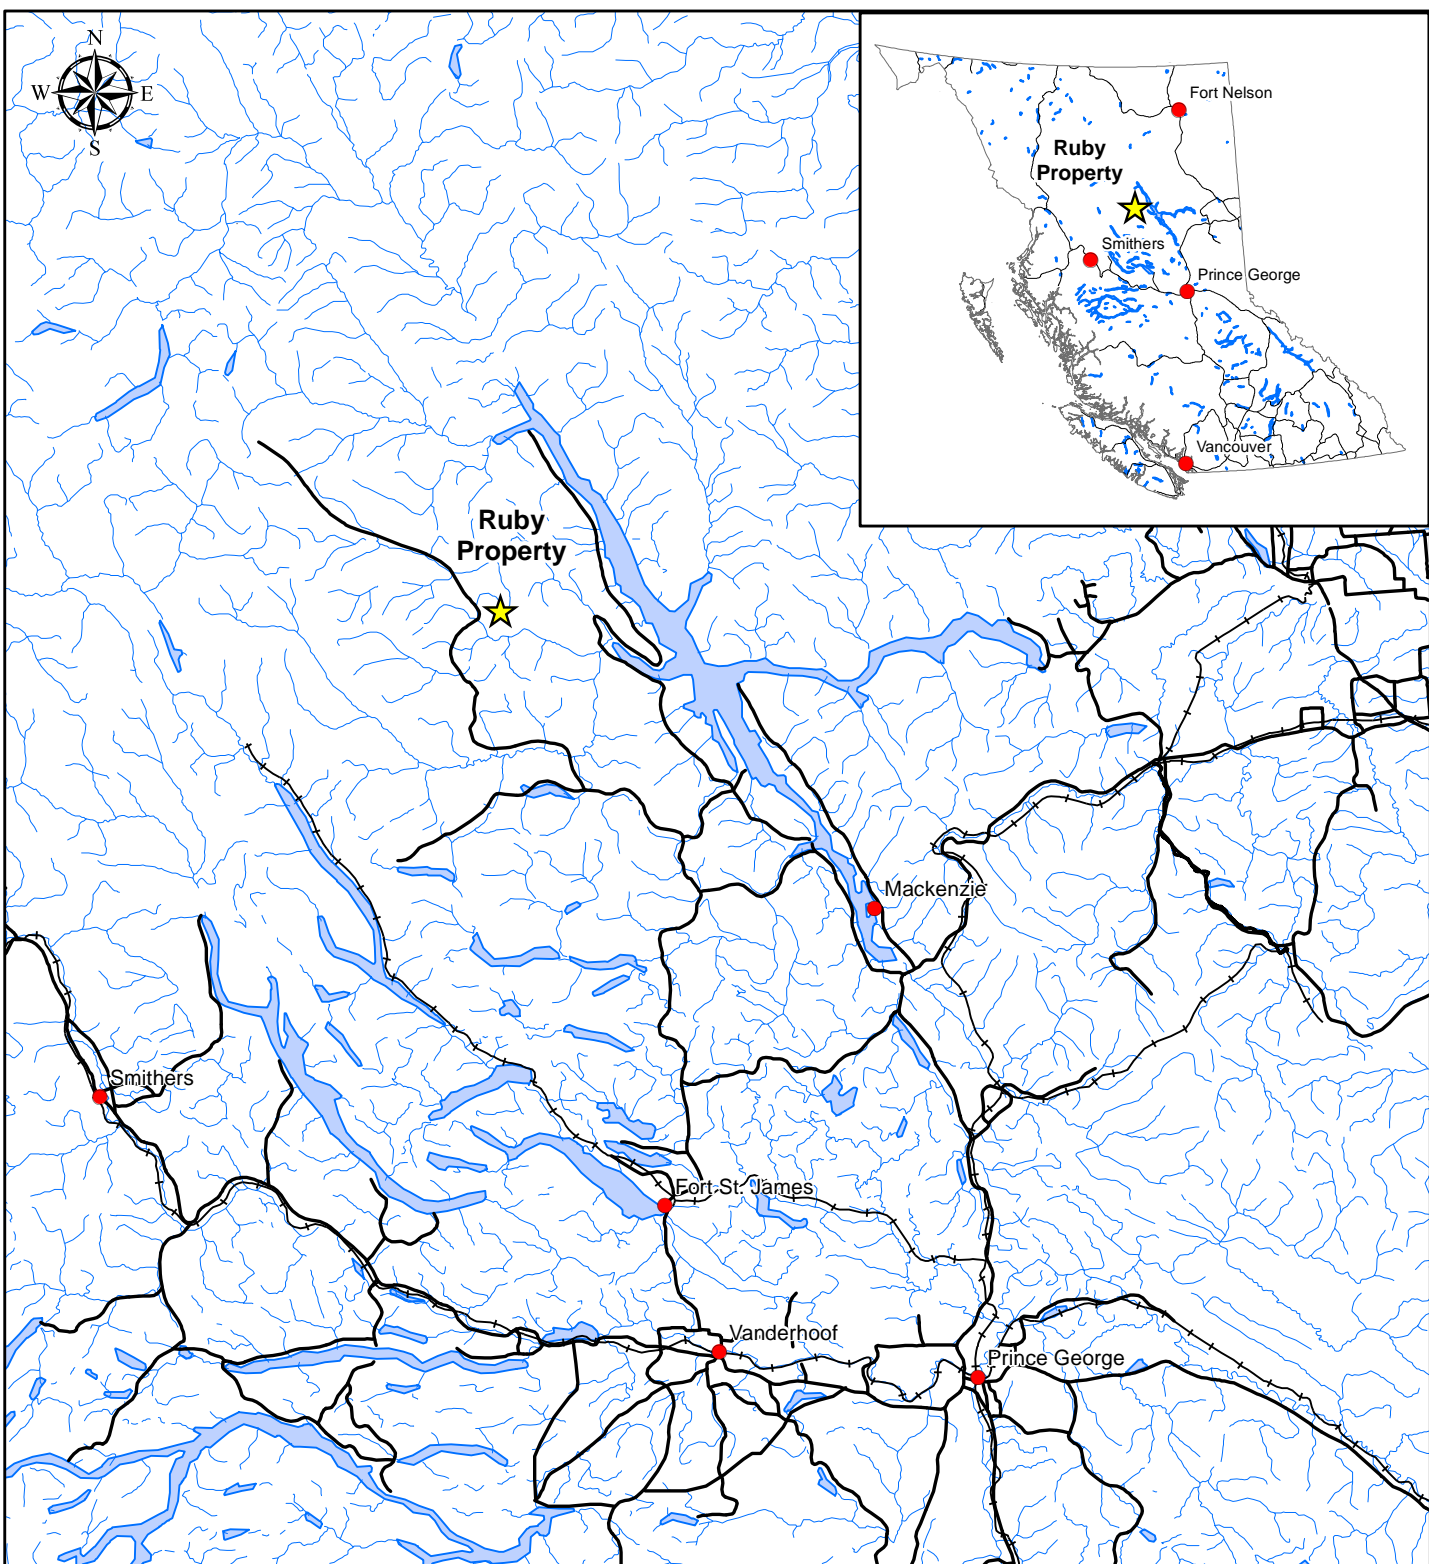 N
W
E
S
Fort Nelson
Ruby
Property
Smithers
Prince George
Vancouver
Ruby
Property
Mackenzie
Smithers
Fort St. James
Vanderhoof
Prince George